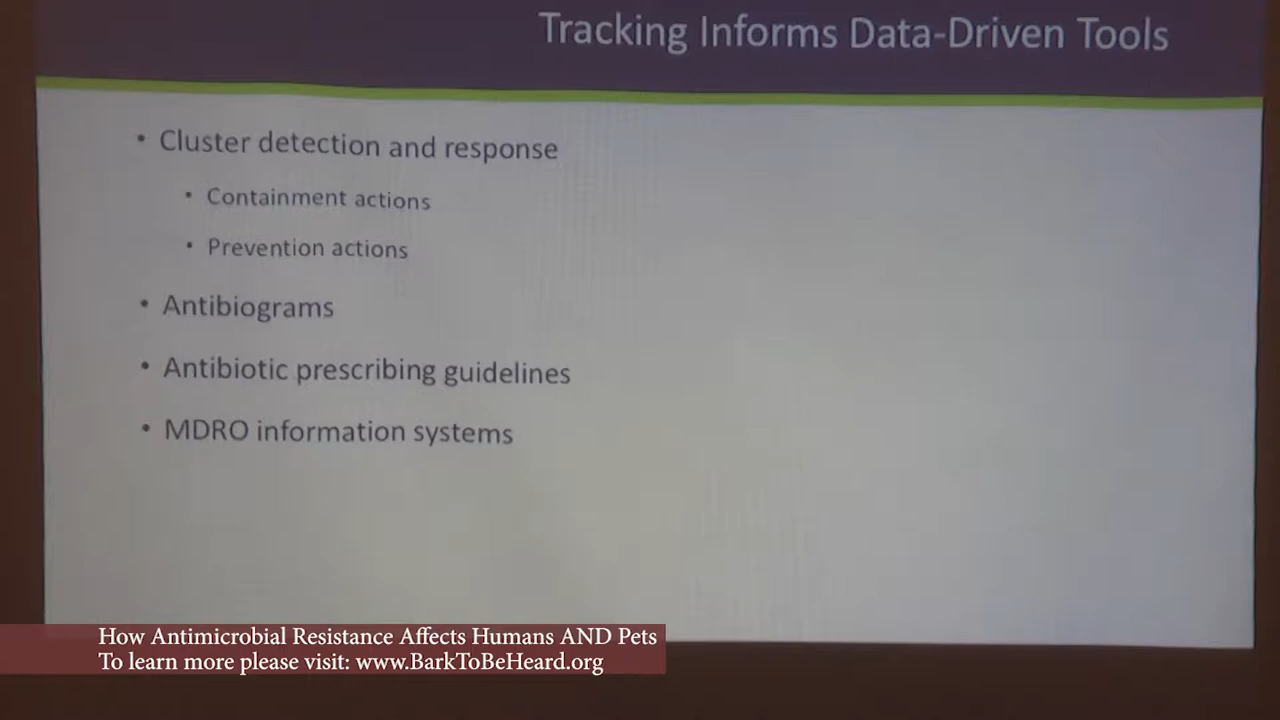 Tracking Informs Data-Driven Tools
• Cluster detection and response
• Containment actions
• Prevention actions
• Antibiograms
• Antibiotic prescribing guidelines
• MDRO information systems
How Antimicrobial Resistance Affects Humans AND Pets
To learn more please visit: www.BarkToBeHeard.org